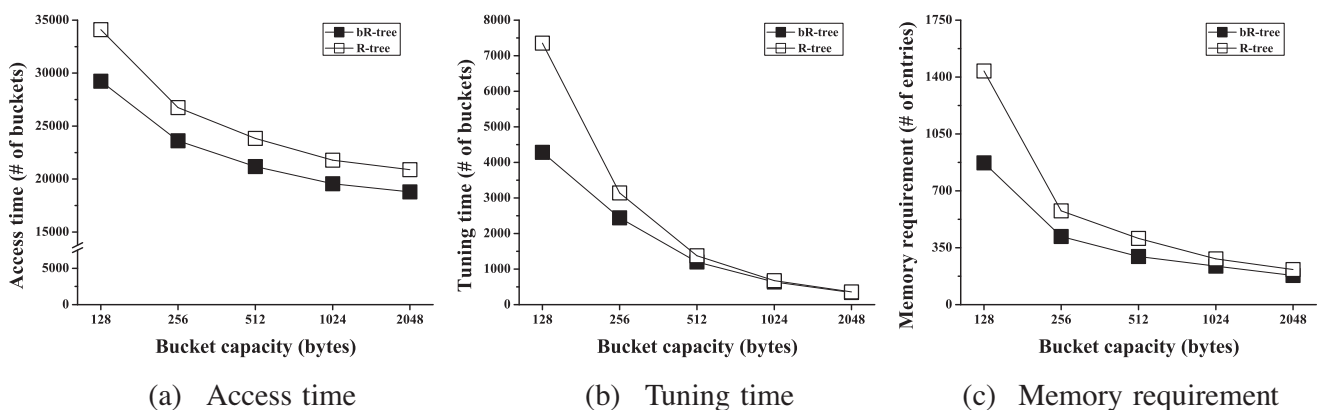 35000
30000
25000
20000
15000
5000
0
Access time (# of buckets)
bR-tree
R-tree
128 256 512 1024 2048
Bucket capacity (bytes)
(a) Access time
8000
7000
6000
5000
4000
3000
2000
1000
0
Tuning time (# of buckets)
bR-tree
R-tree
128 256 512 1024 2048
Bucket capacity (bytes)
(b) Tuning time
1750
1400
1050
700
350
0
Memory requirement (# of entries)
bR-tree
R-tree
128 256 512 1024 2048
Bucket capacity (bytes)
(c) Memory requirement